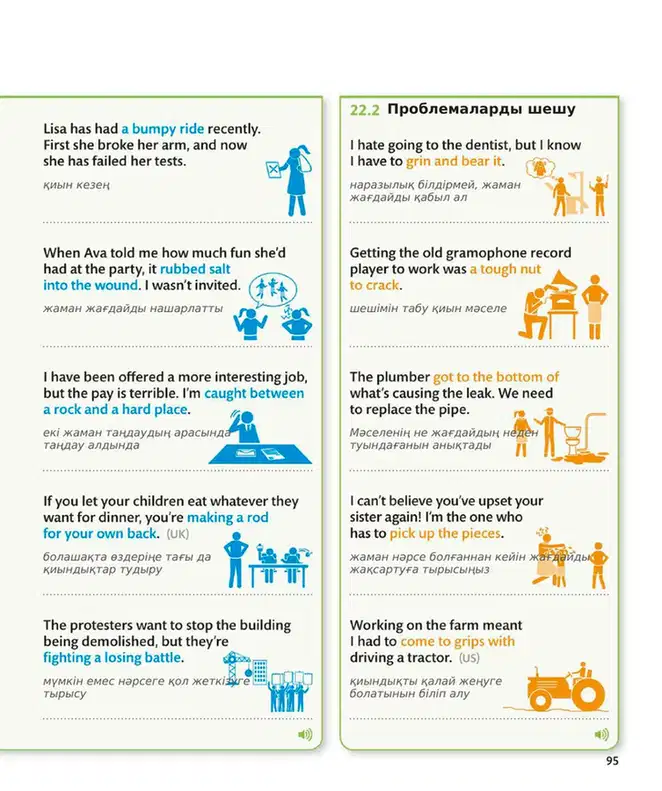 Lisa has had a bumpy ride recently.
First she broke her arm, and now
she has failed her tests.
қиын кезең
When Ava told me how much fun she'd
had at the party, it rubbed salt
into the wound. I wasn't invited.
жаман жағдайды нашарлатты
I have been offered a more interesting job,
but the pay is terrible. I'm caught between
a rock and a hard place.
екі жаман таңдаудың арасында
таңдау алдында
If you let your children eat whatever they
want for dinner, you're making a rod
for your own back. (UK)
болашақта өздеріңе тағы да
қиындықтар тудыру
The protesters want to stop the building
being demolished, but they're
fighting a losing battle.
мүмкін емес нәрсеге қол жеткізуге
тырысу
22.2 Проблемаларды шешу
I hate going to the dentist, but I know
I have to grin and bear it.
наразылық білдірмей, жаман
жағдайды қабыл ал
Getting the old gramophone record
player to work was a tough nut
to crack.
шешімін табу қиын мәселе
The plumber got to the bottom of
what's causing the leak. We need
to replace the pipe.
Мәселенің не жағдайдың неден
туындағанын анықтады
I can't believe you've upset your
sister again! I'm the one who
has to pick up the pieces.
жаман нәрсе болғаннан кейін жағдайды
жақсартуға тырысыңыз
Working on the farm meant
I had to come to grips with
driving a tractor. (US)
қиындықты қалай жеңуге
болатынын біліп алу
95